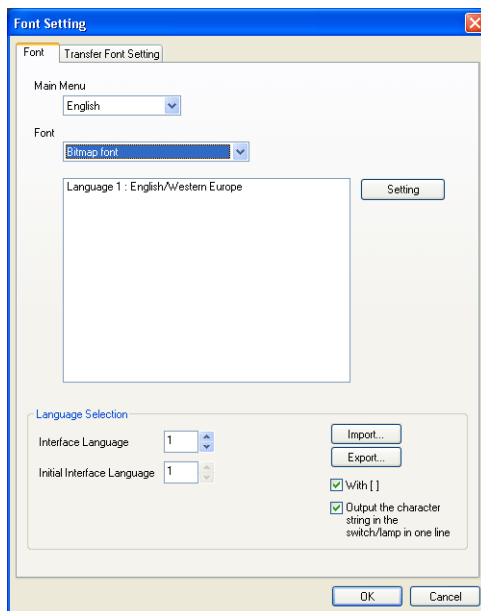 Font Setting
Font
Transfer Font Setting
Main Menu
English
Font
Bitmap font
Language 1 : English/Western Europe
Setting
Language Selection
Interface Language
1
Initial Interface Language
1
Import...
Export...
With [ ]
Output the character
string in the
switch/lamp in one line
OK
Cancel